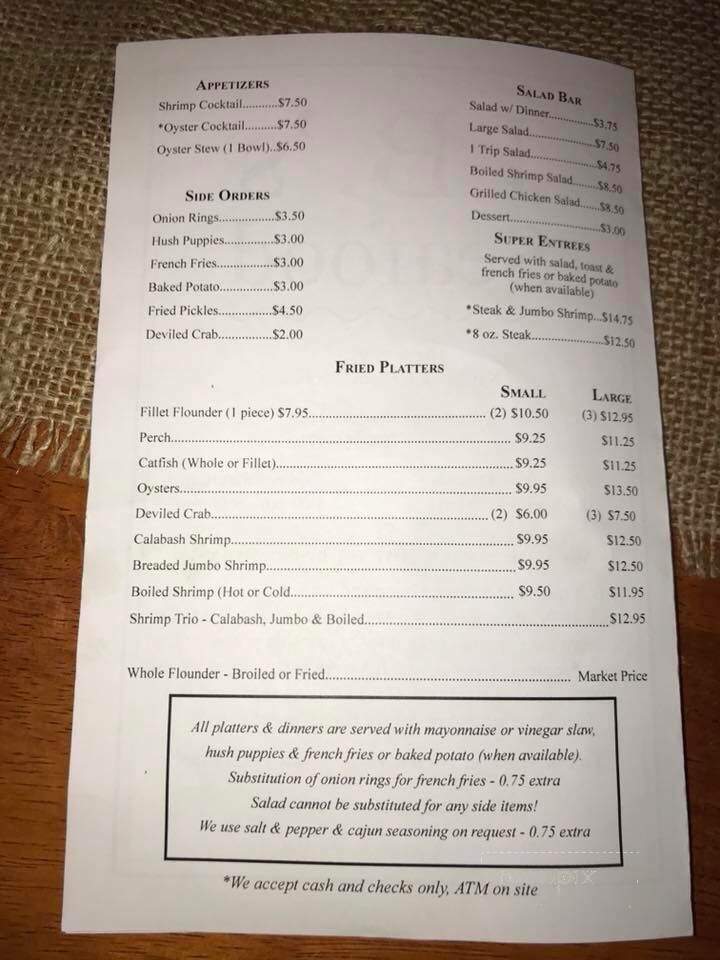 APPETIZERS
Shrimp Cocktail...........$7.50
*Oyster Cocktail..........$7.50
Oyster Stew (1 Bowl)..$6.50
SIDE ORDERS
Onion Rings.................$3.50
Hush Puppies...............$3.00
French Fries.................$3.00
Baked Potato................$3.00
Fried Pickles................$4.50
Deviled Crab................$2.00
SALAD BAR
Salad w/ Dinner.............$3.75
Large Salad...................$7.50
1 Trip Salad...................$4.75
Boiled Shrimp Salad.......$8.50
Grilled Chicken Salad......$8.50
Dessert.........................$3.00
SUPER ENTREES
Served with salad, toast &
french fries or baked potato
(when available)
*Steak & Jumbo Shrimp...$14.75
*8 oz. Steak.....................$12.50
FRIED PLATTERS
SMALL LARGE
Fillet Flounder (1 piece) $7.95.................................................. (2) $10.50 (3) $12.95
Perch.................................................................................... $9.25 $11.25
Catfish (Whole or Fillet)........................................................ $9.25 $11.25
Oysters................................................................................. $9.95 $13.50
Deviled Crab.................................................................... (2) $6.00 (3) $7.50
Calabash Shrimp................................................................... $9.95 $12.50
Breaded Jumbo Shrimp......................................................... $9.95 $12.50
Boiled Shrimp (Hot or Cold................................................... $9.50 $11.95
Shrimp Trio - Calabash, Jumbo & Boiled.......................................................$12.95
Whole Flounder - Broiled or Fried........................................................... Market Price
All platters & dinners are served with mayonnaise or vinegar slaw,
hush puppies & french fries or baked potato (when available).
Substitution of onion rings for french fries - 0.75 extra
Salad cannot be substituted for any side items!
We use salt & pepper & cajun seasoning on request - 0.75 extra
*We accept cash and checks only, ATM on site